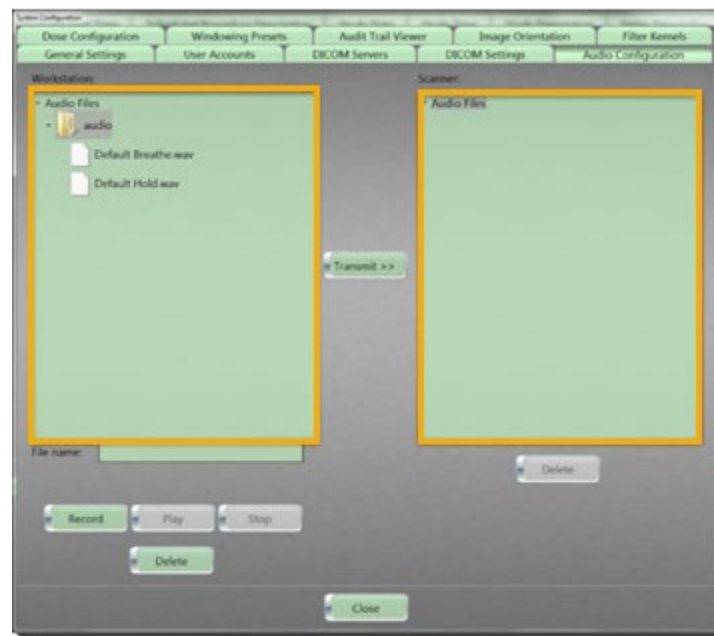 System Configuration
Dose Configuration Windowing Presets Audit Trail Viewer Image Orientation Filter Kernels
General Settings User Accounts DICOM Servers DICOM Settings Audio Configuration
Workstation: Scanner:
Audio Files Audio Files
audio
Default Breathe.wav
Default Hold.wav
Transmit >>
File name:
Delete
Record Play Stop
Delete
Close